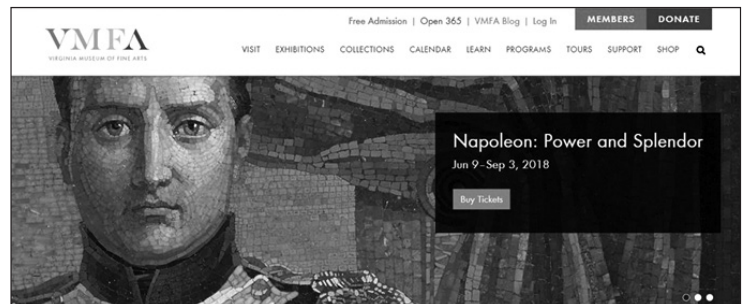 Free Admission | Open 365 | VMFA Blog | Log In MEMBERS DONATE
VMFA
VIRGINIA MUSEUM OF FINE ARTS
VISIT EXHIBITIONS COLLECTIONS CALENDAR LEARN PROGRAMS TOURS SUPPORT SHOP
Napoleon: Power and Splendor
Jun 9–Sep 3, 2018
Buy Tickets